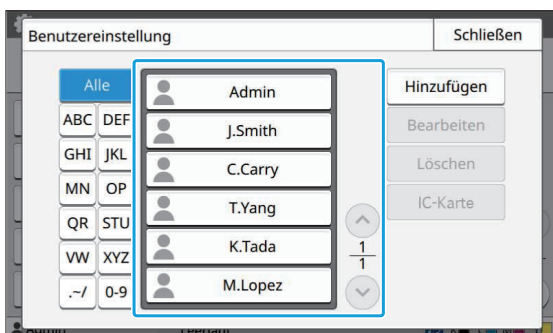 Benutzereinstellung
Schließen
Alle
ABC DEF
GHI JKL
MN OP
QR STU
VW XYZ
.~/ 0-9
Admin
J.Smith
C.Carry
T.Yang
K.Tada
M.Lopez
1
1
Hinzufügen
Bearbeiten
Löschen
IC-Karte
Admin